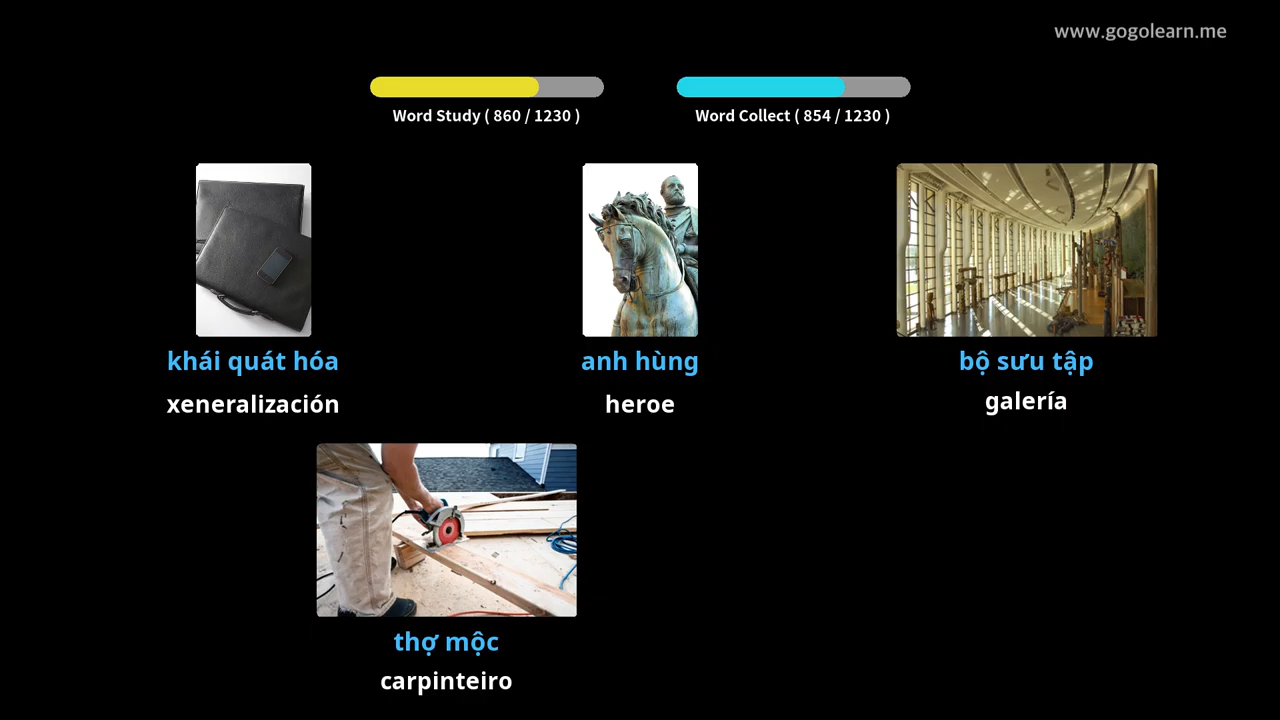 www.gogolearn.me
Word Study ( 860 / 1230 )
Word Collect ( 854 / 1230 )
khái quát hóa
xeneralización
anh hùng
heroe
bộ sưu tập
galería
thợ mộc
carpinteiro